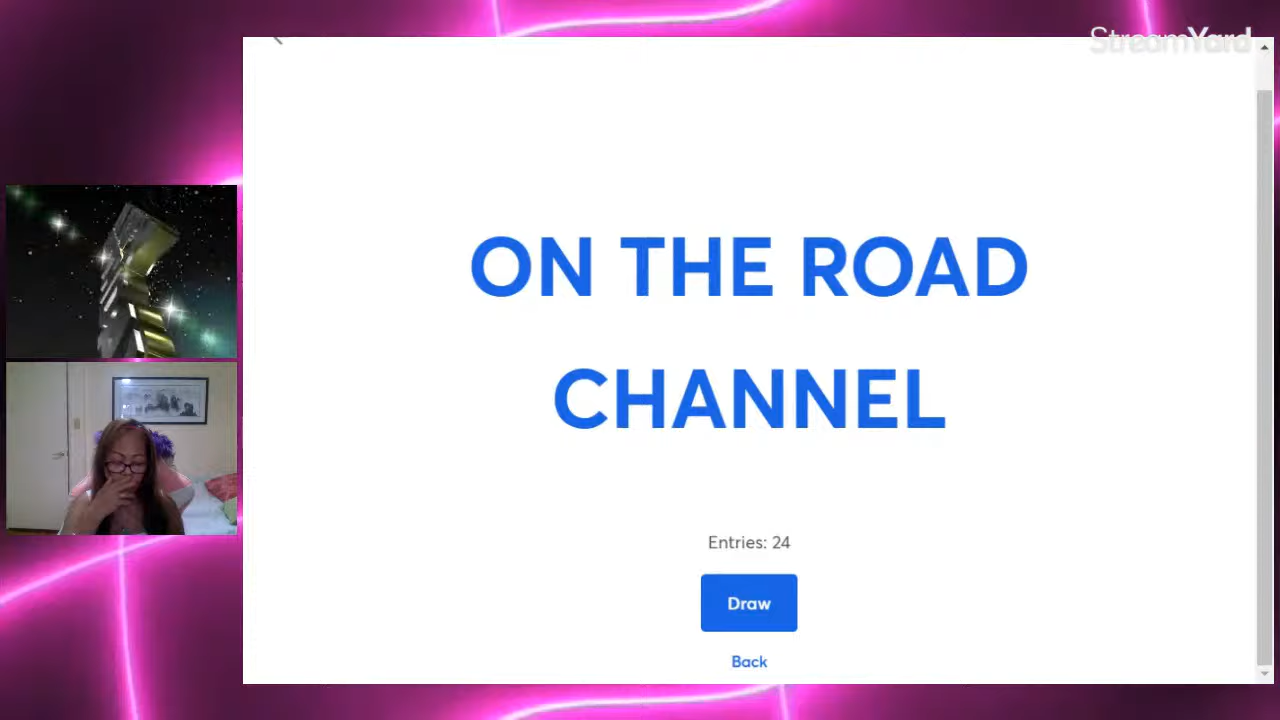 StreamYard
ON THE ROAD
CHANNEL
Entries: 24
Draw
Back